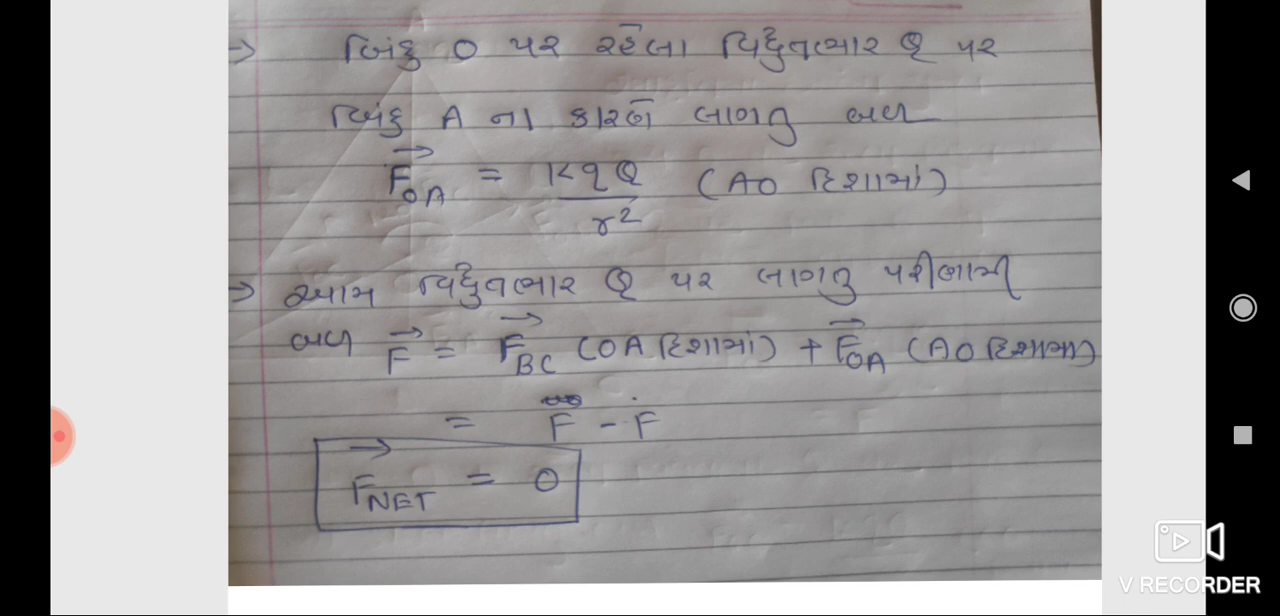 → બિંદુ O પર રહેલા વિદ્યુતભાર Q પર
બિંદુ A ના કારણે લાગતુ બળ
F⃗OA = KqQ / r² (AO દિશામાં)
→ આમ વિદ્યુતભાર Q પર લાગતુ પરીણામી
બળ F⃗ = F⃗BC (OA દિશામાં) + F⃗OA (AO દિશામા)
= F - F
F⃗NET = 0
V RECORDER